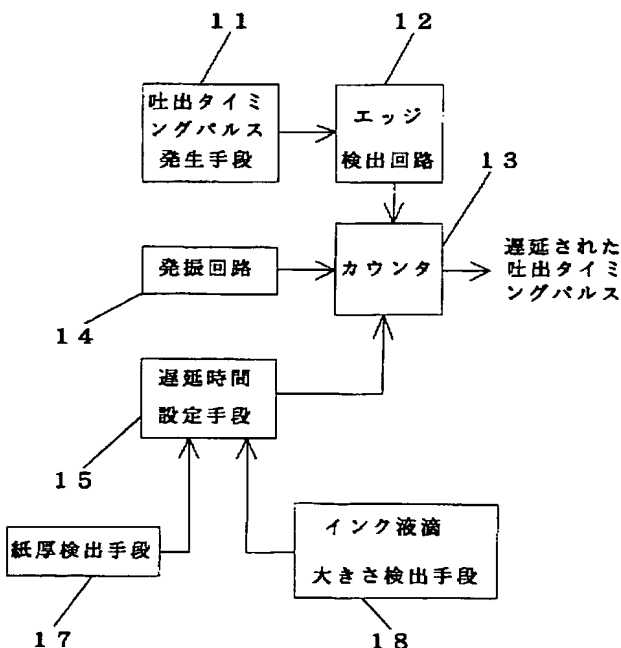 １１
１２
吐出タイミ
ングパルス
発生手段
エッジ
検出回路
１３
発振回路
カウンタ
遅延された
吐出タイミ
ングパルス
１４
遅延時間
設定手段
１５
紙厚検出手段
インク液滴
大きさ検出手段
１７
１８